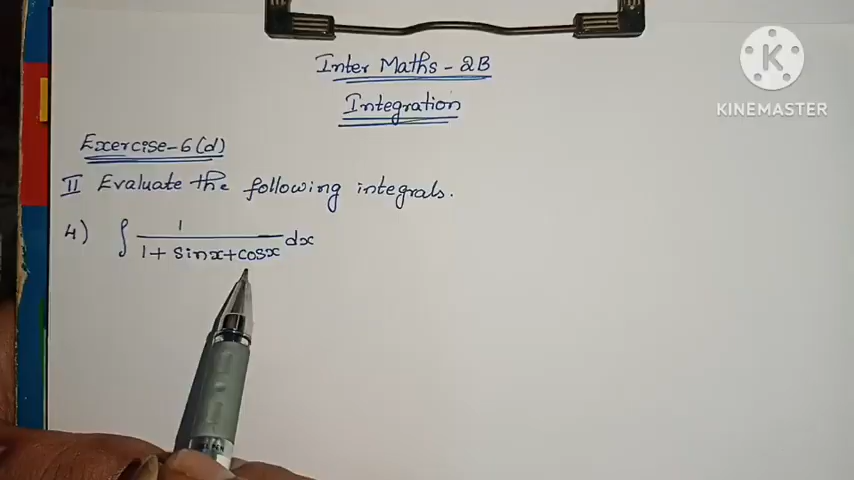 Inter Maths - 2B
Integration
KINEMASTER
Exercise-6(d)
II Evaluate the following integrals.
4) ∫ 1/(1+ sinx+cosx) dx